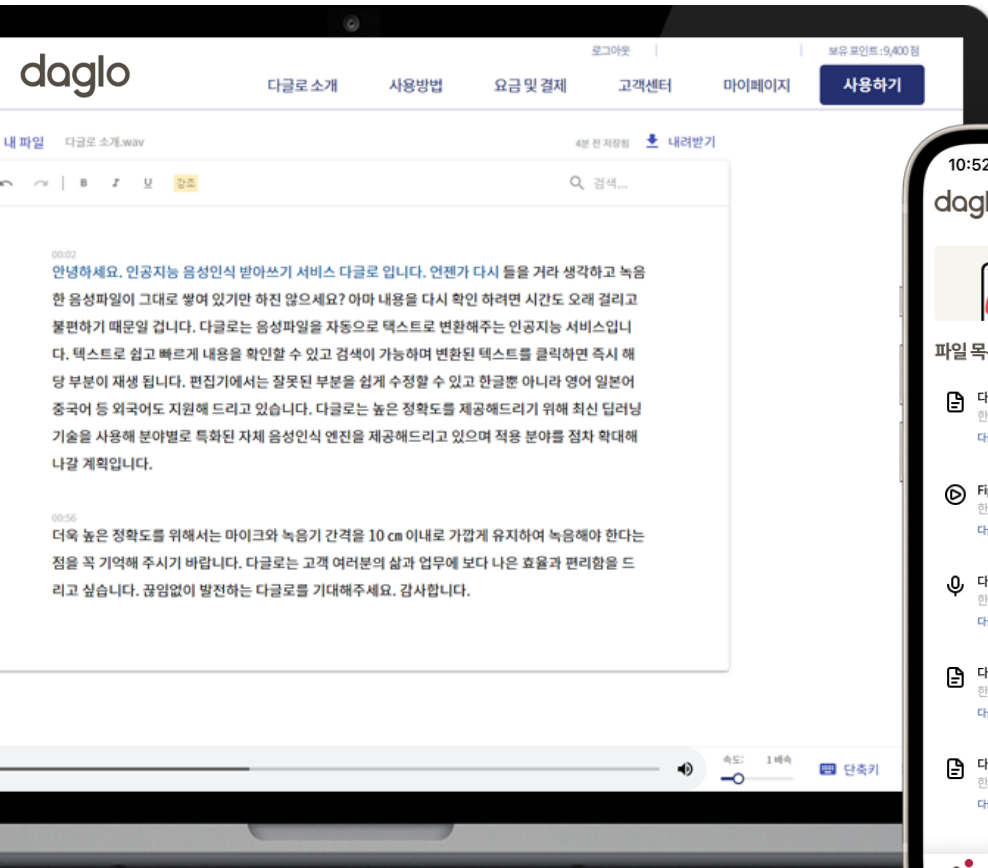 로그아웃
보유 포인트 : 9,400 점
daglo
다글로 소개
사용방법
요금 및 결제
고객센터
마이페이지
사용하기
내 파일
다글로 소개.wav
4분 전 저장됨
내려받기
B I U 강조
검색...
00:02
안녕하세요. 인공지능 음성인식 받아쓰기 서비스 다글로 입니다. 언젠가 다시 들을 거라 생각하고 녹음
한 음성파일이 그대로 쌓여 있기만 하진 않으세요? 아마 내용을 다시 확인 하려면 시간도 오래 걸리고
불편하기 때문일 겁니다. 다글로는 음성파일을 자동으로 택스트로 변환해주는 인공지능 서비스입니
다. 텍스트로 쉽고 빠르게 내용을 확인할 수 있고 검색이 가능하며 변환된 텍스트를 클릭하면 즉시 해
당 부분이 재생 됩니다. 편집기에서는 잘못된 부분을 쉽게 수정할 수 있고 한글뿐 아니라 영어 일본어
중국어 등 외국어도 지원해 드리고 있습니다. 다글로는 높은 정확도를 제공해드리기 위해 최신 딥러닝
기술을 사용해 분야별로 특화된 자체 음성인식 엔진을 제공해드리고 있으며 적용 분야를 점차 확대해
나갈 계획입니다.
00:56
더욱 높은 정확도를 위해서는 마이크와 녹음기 간격을 10 ㎝ 이내로 가깝게 유지하여 녹음해야 한다는
점을 꼭 기억해 주시기 바랍니다. 다글로는 고객 여러분의 삶과 업무에 보다 나은 효율과 편리함을 드
리고 싶습니다. 끊임없이 발전하는 다글로를 기대해주세요. 감사합니다.
속도: 1 배속
단축키
10:52
dagl
파일 목